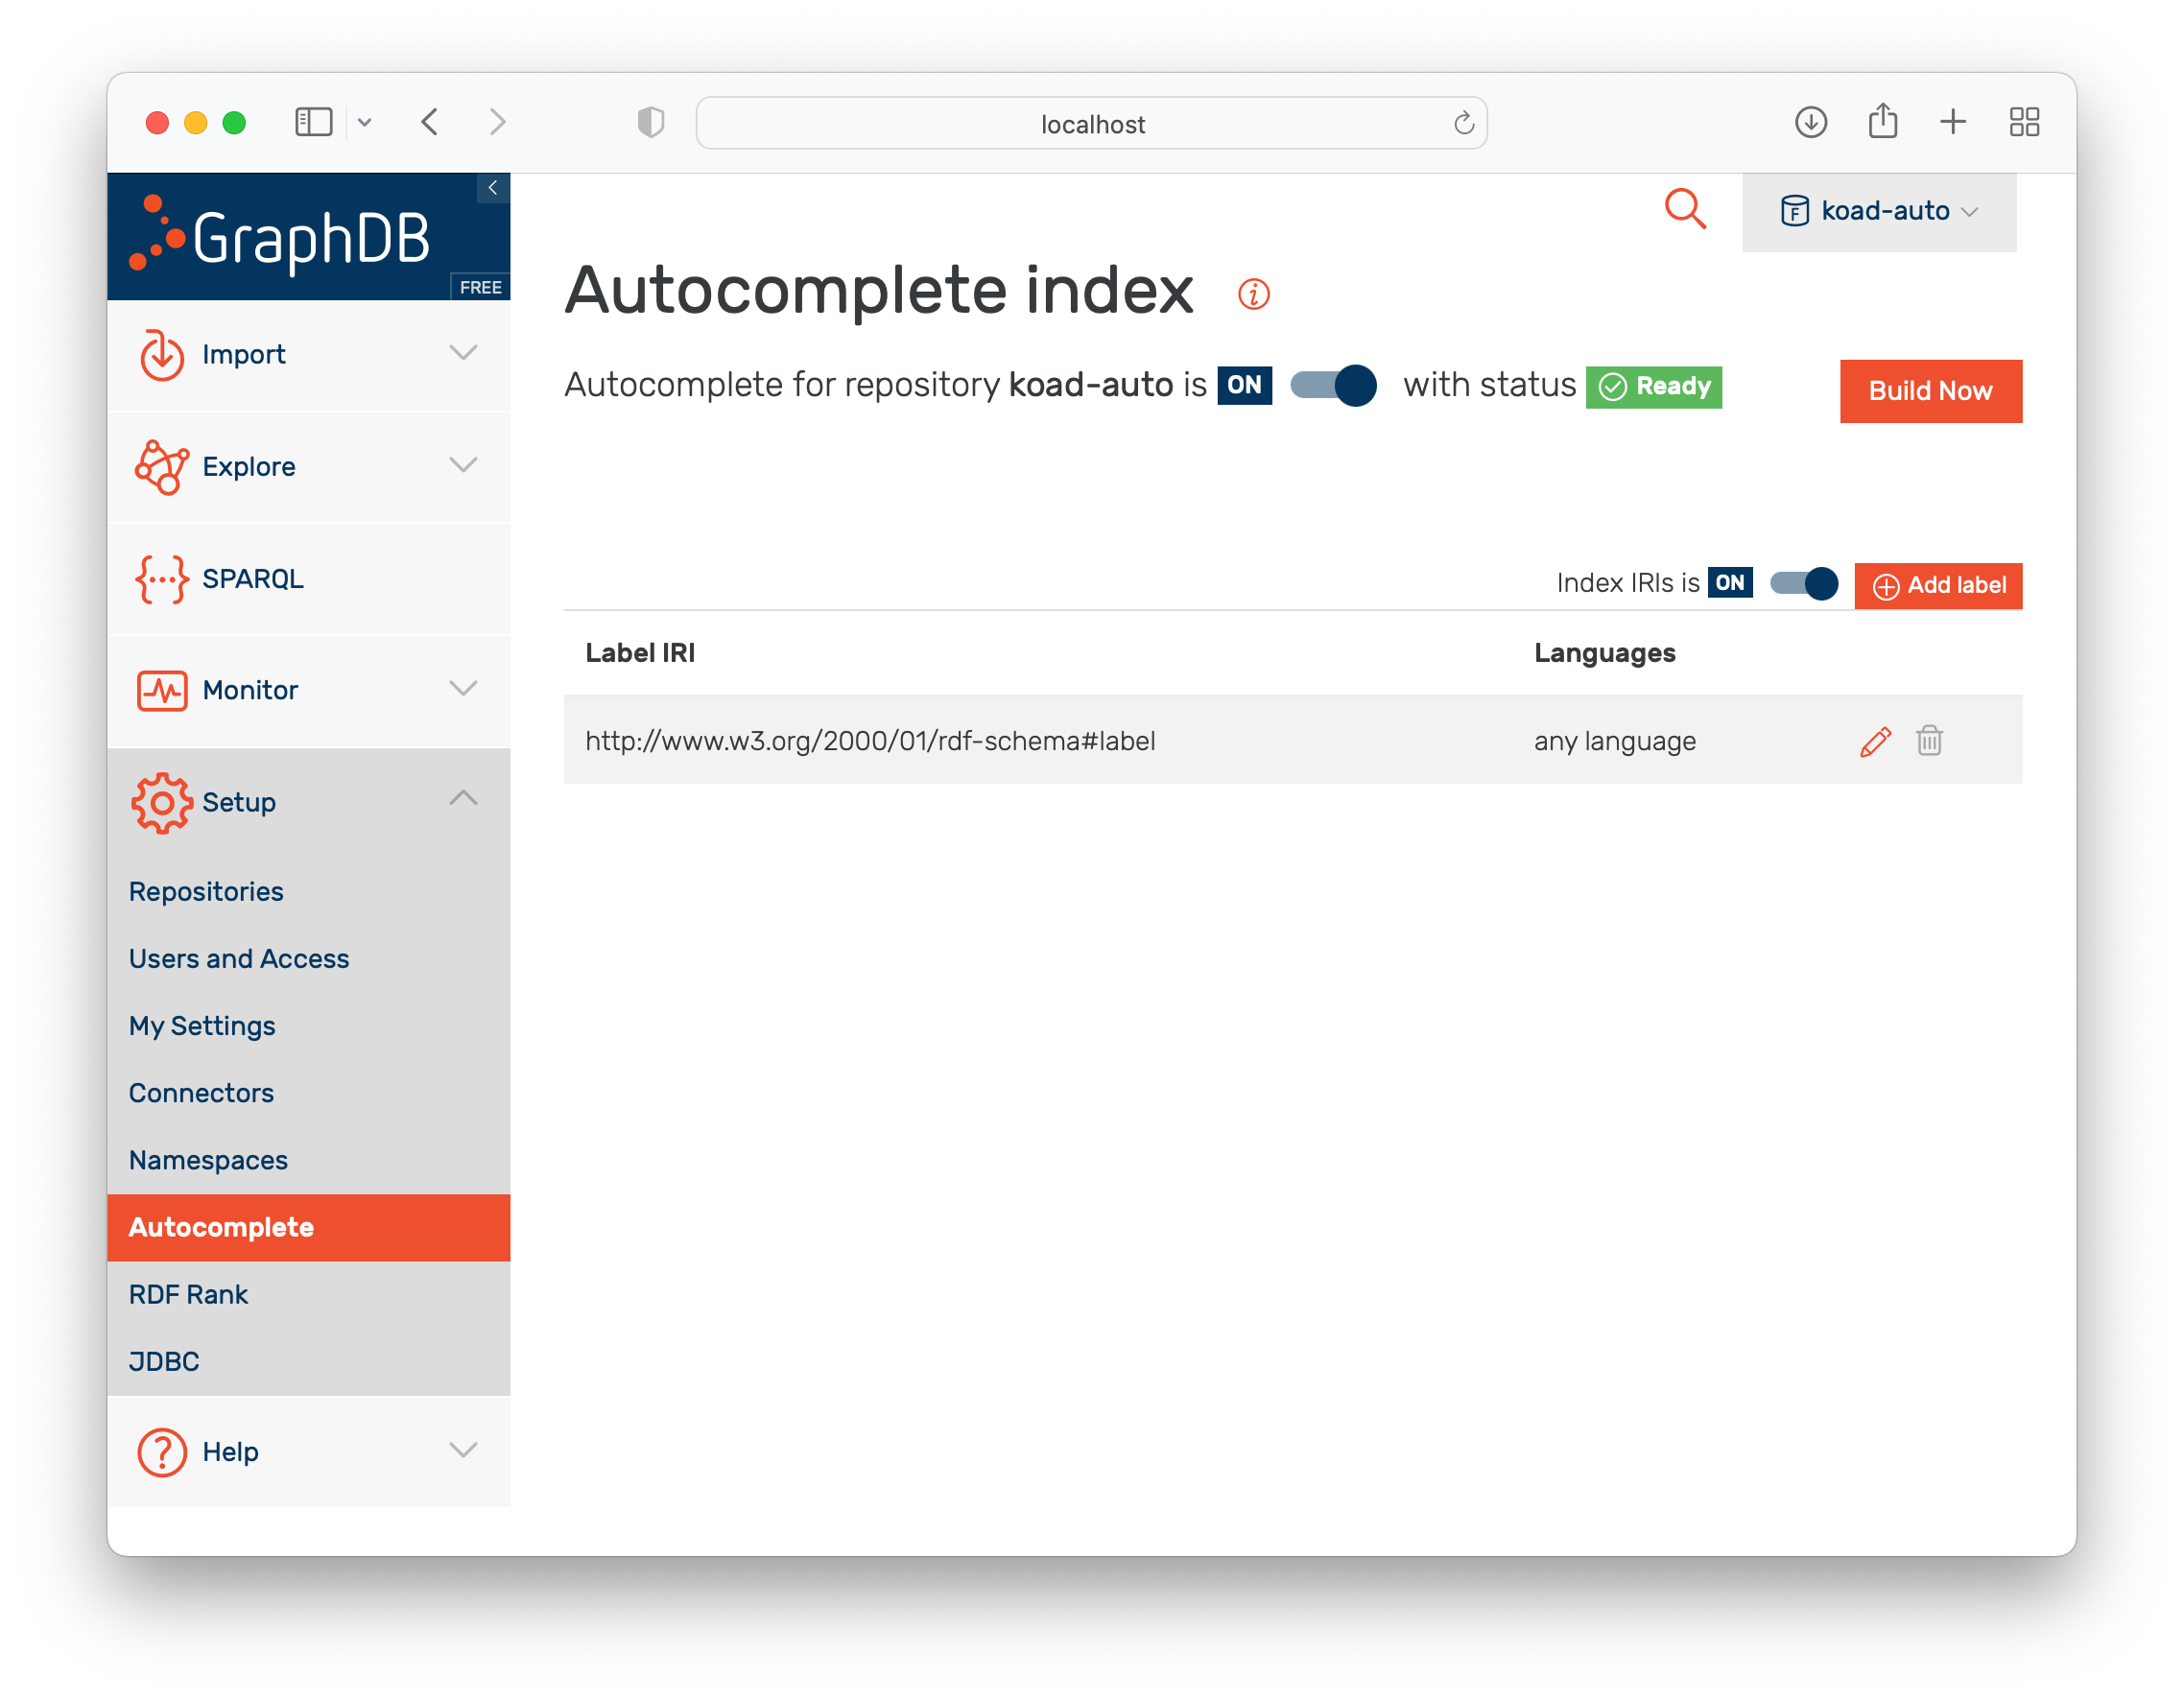 localhost
GraphDB
FREE
koad-auto
Import
Explore
SPARQL
Monitor
Setup
Repositories
Users and Access
My Settings
Connectors
Namespaces
Autocomplete
RDF Rank
JDBC
Help
Autocomplete index
Autocomplete for repository koad-auto is ON with status Ready
Build Now
Index IRIs is ON Add label
Label IRI Languages
http://www.w3.org/2000/01/rdf-schema#label any language